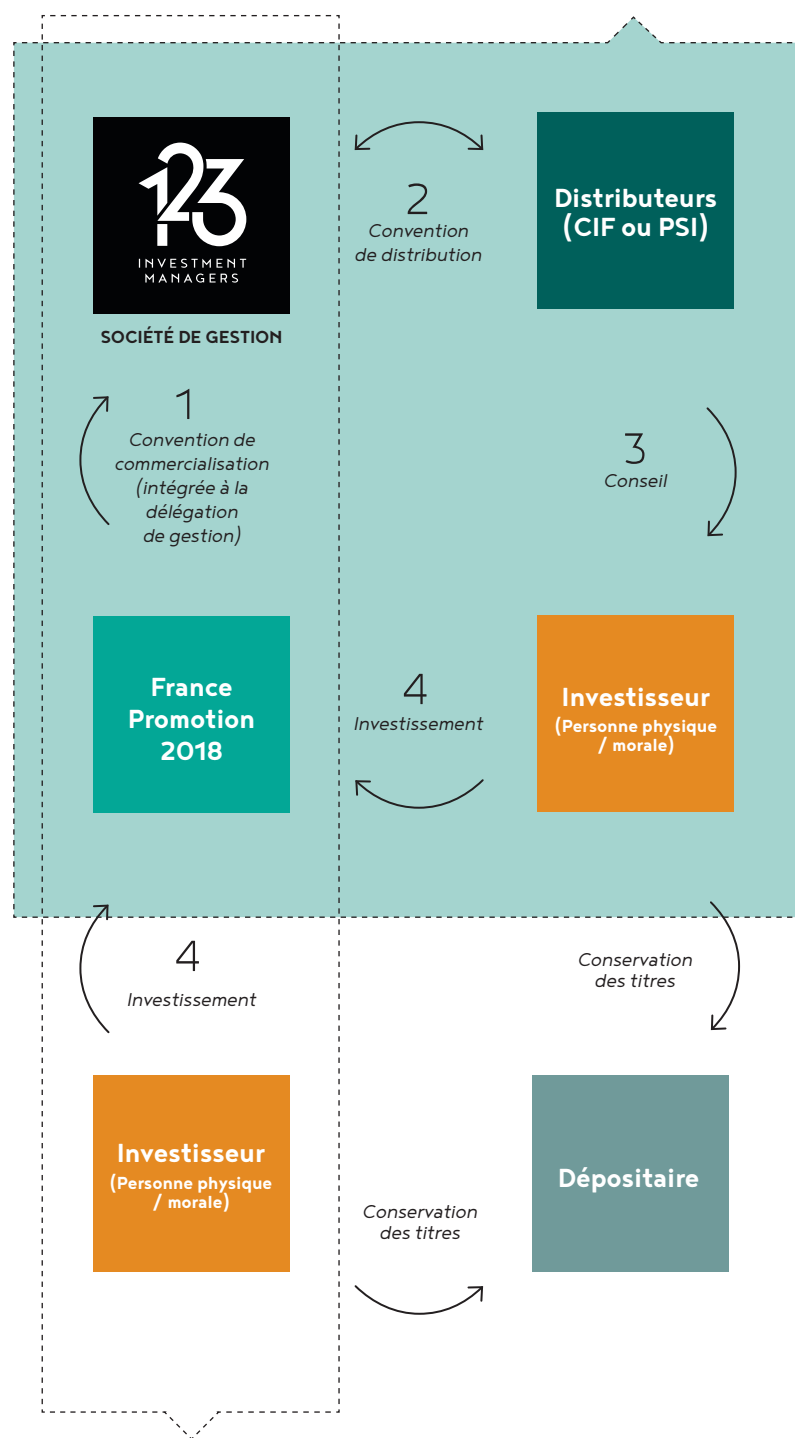 123
INVESTMENT
MANAGERS
SOCIÉTÉ DE GESTION
2
Convention
de distribution
Distributeurs
(CIF ou PSI)
1
Convention de
commercialisation
(intégrée à la
délégation
de gestion)
3
Conseil
France
Promotion
2018
4
Investissement
Investisseur
(Personne physique
/ morale)
4
Investissement
Conservation
des titres
Investisseur
(Personne physique
/ morale)
Conservation
des titres
Dépositaire